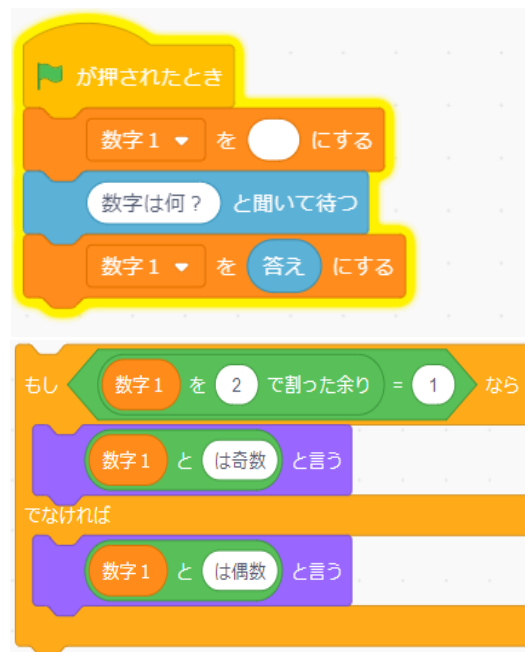 が押されたとき
数字1 を にする
数字は何? と聞いて待つ
数字1 を 答え にする
もし 数字1 を 2 で割った余り = 1 なら
数字1 と は奇数 と言う
でなければ
数字1 と は偶数 と言う